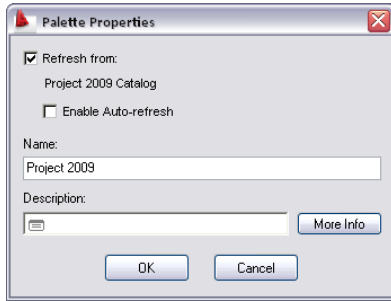 Palette Properties
Refresh from:
Project 2009 Catalog
Enable Auto-refresh
Name:
Project 2009
Description:
More Info
OK
Cancel